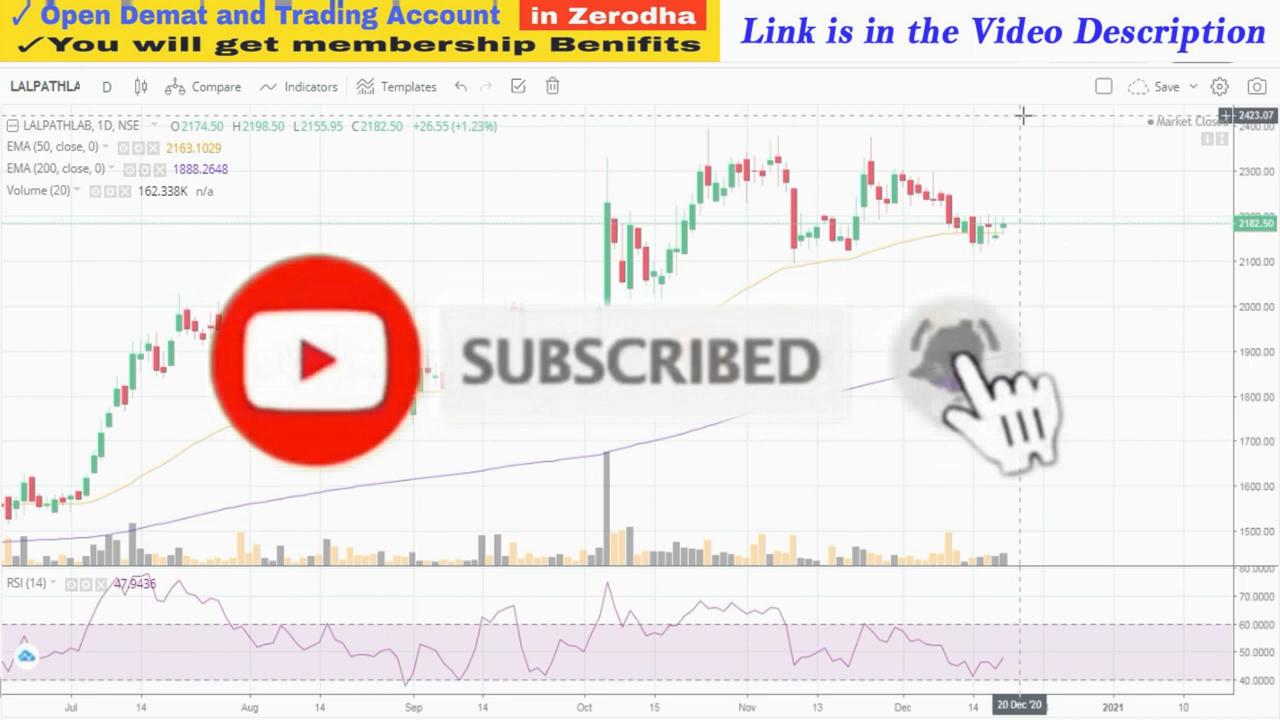 ✓ Open Demat and Trading Account in Zerodha
✓You will get membership Benifits
Link is in the Video Description
LALPATHLA D Compare Indicators Templates Save
LALPATHLAB, 1D, NSE O2174.50 H2198.50 L2155.95 C2182.50 +26.55 (+1.23%)
Market Close
2423.07
2400.00
EMA (50, close, 0) 2163.1029
EMA (200, close, 0) 1888.2648
2300.00
Volume (20) 162.338K n/a
2182.50
2100.00
2000.00
1900.00
SUBSCRIBED
1800.00
1700.00
1600.00
1500.00
80.0000
RSI (14) 47.9436
70.0000
60.0000
50.0000
40.0000
Jul 14 Aug 14 Sep 14 Oct 15 Nov 13 Dec 14 20 Dec '20 2021 10